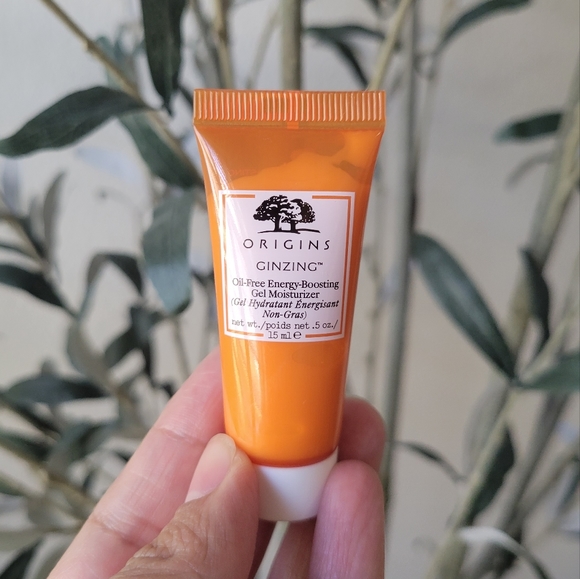 ORIGINS
GINZING™
Oil-Free Energy-Boosting
Gel Moisturizer
(Gel Hydratant Énergisant
Non-Gras)
net wt./poids net .5 oz./
15 ml ℮